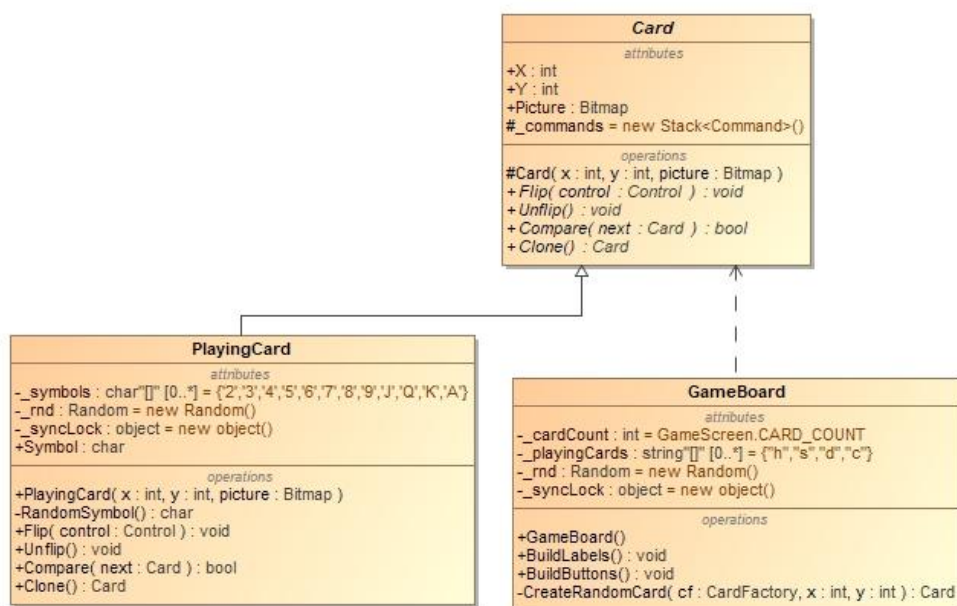 Card
attributes
+X : int
+Y : int
+Picture : Bitmap
#_commands = new Stack<Command>()
operations
#Card( x : int, y : int, picture : Bitmap )
+Flip( control : Control ) : void
+Unflip() : void
+Compare( next : Card ) : bool
+Clone() : Card
PlayingCard
attributes
-_symbols : char"[]" [0..*] = {'2','3','4','5','6','7','8','9','J','Q','K','A'}
-_rnd : Random = new Random()
-_syncLock : object = new object()
+Symbol : char
operations
+PlayingCard( x : int, y : int, picture : Bitmap )
-RandomSymbol() : char
+Flip( control : Control ) : void
+Unflip() : void
+Compare( next : Card ) : bool
+Clone() : Card
GameBoard
attributes
-_cardCount : int = GameScreen.CARD_COUNT
-_playingCards : string"[]" [0..*] = {"h","s","d","c"}
-_rnd : Random = new Random()
-_syncLock : object = new object()
operations
+GameBoard()
+BuildLabels() : void
+BuildButtons() : void
-CreateRandomCard( cf : CardFactory, x : int, y : int ) : Card